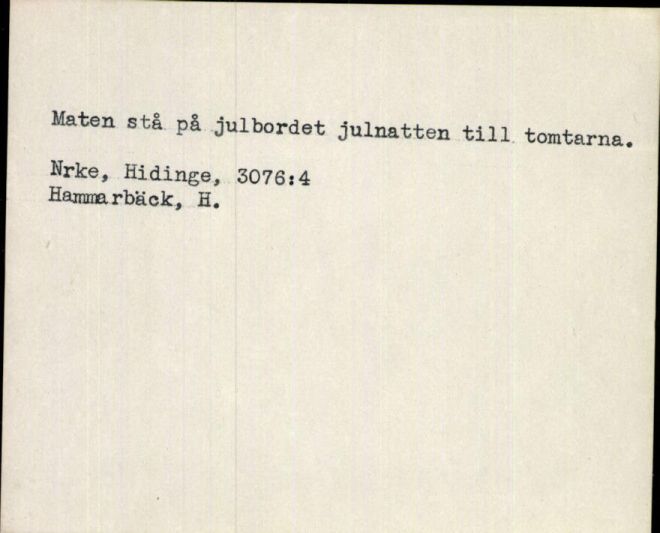 Maten stå på julbordet julnatten till tomtarna.
Nrke, Hidinge, 3076:4
Hammarbäck, H.